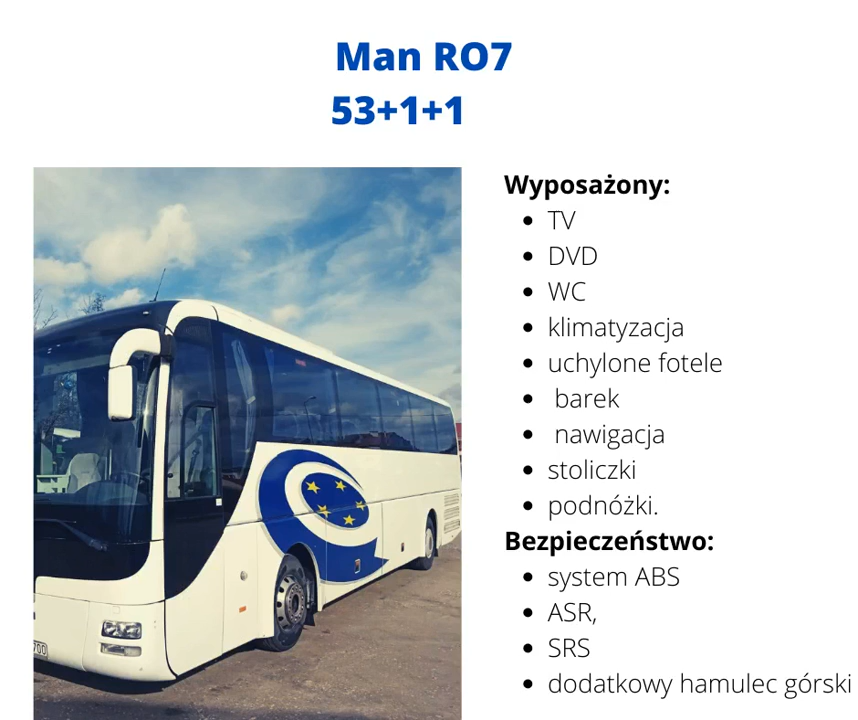 Man RO7
53+1+1
Wyposażony:
• TV
• DVD
• WC
• klimatyzacja
• uchylone fotele
• barek
• nawigacja
• stoliczki
• podnóżki.
Bezpieczeństwo:
• system ABS
• ASR,
• SRS
• dodatkowy hamulec górski